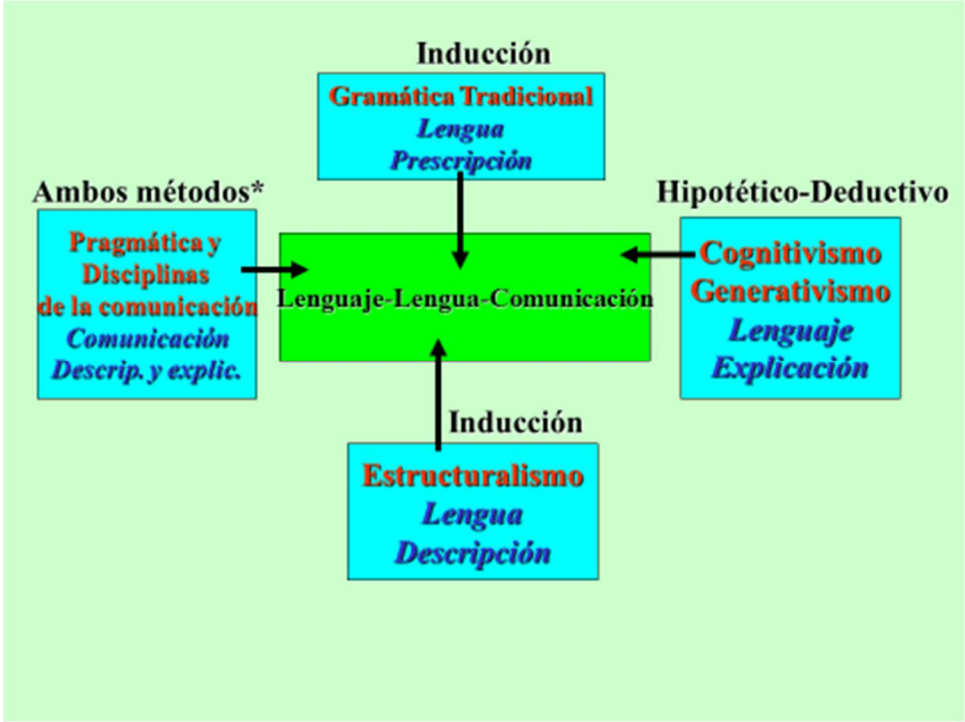 Inducción
Gramática Tradicional
Lengua
Prescripción
Ambos métodos*
Pragmática y
Disciplinas
de la comunicación
Comunicación
Descrip. y explic.
Lenguaje-Lengua-Comunicación
Hipotético-Deductivo
Cognitivismo
Generativismo
Lenguaje
Explicación
Inducción
Estructuralismo
Lengua
Descripción